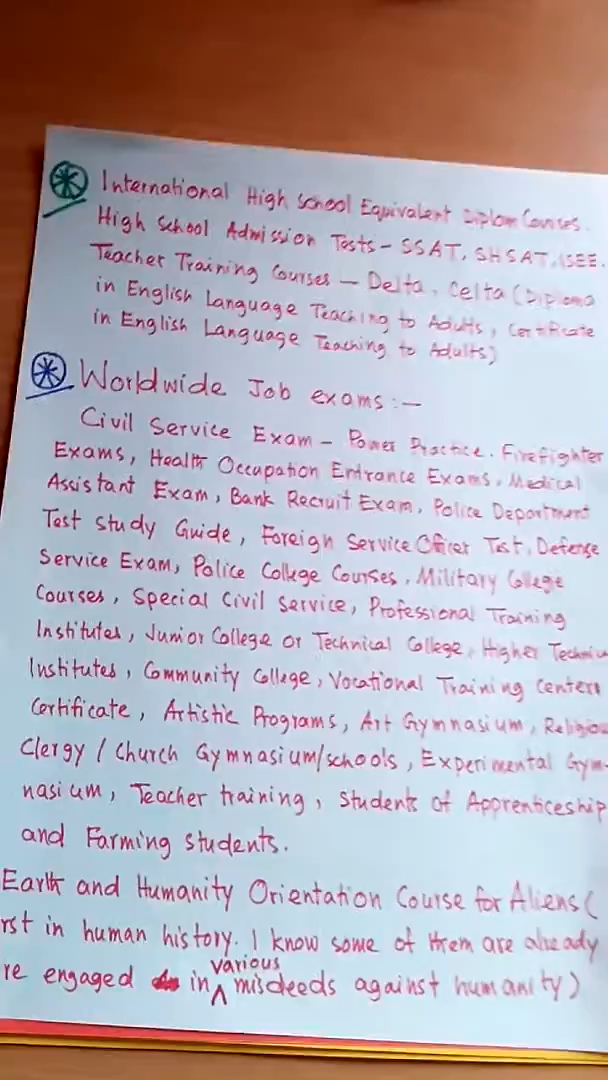 International High School Equivalent Diplom Courses.
High School Admission Tests - SSAT, SHSAT, ISEE.
Teacher Training Courses - Delta, Celta (Diploma
in English Language Teaching to Adults, Certificate
in English Language Teaching to Adults)
Worldwide Job exams :-
Civil Service Exam - Power Practice, Firefighter
Exams, Health Occupation Entrance Exams, Medical
Assistant Exam, Bank Recruit Exam, Police Department
Test Study Guide, Foreign Service Officer Test, Defense
Service Exam, Police College Courses, Military College
Courses, Special Civil Service, Professional Training
Institutes, Junior College or Technical College, Higher
Institutes, Community College, Vocational Training Centers
Certificate, Artistic Programs, Art Gymnasium,
Clergy / Church Gymnasium/schools, Experimental Gym-
nasium, Teacher training, Students of Apprenticeship
and Farming students.
Earth and Humanity Orientation Course for Aliens (
in human history. I know some of them are already
engaged in various misdeeds against humanity)